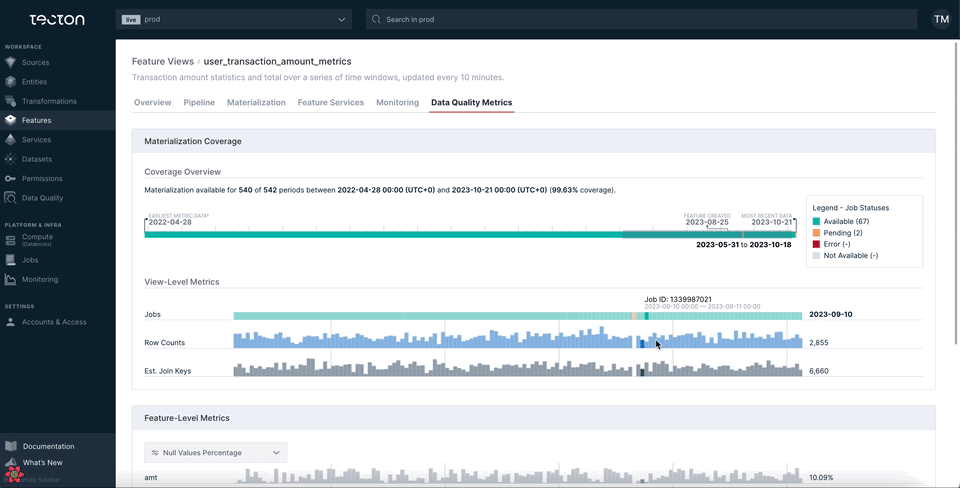 tecton
live prod
Search in prod
TM
WORKSPACE
Sources
Entities
Transformations
Features
Services
Datasets
Permissions
Data Quality
PLATFORM & INFRA
Compute
(Databricks)
Jobs
Monitoring
SETTINGS
Accounts & Access
Documentation
What's New
Sidebar
Feature Views / user_transaction_amount_metrics
Transaction amount statistics and total over a series of time windows, updated every 10 minutes.
Overview Pipeline Materialization Feature Services Monitoring Data Quality Metrics
Materialization Coverage
Coverage Overview
Materialization available for 540 of 542 periods between 2022-04-28 00:00 (UTC+0) and 2023-10-21 00:00 (UTC+0) (99.63% coverage).
EARLIEST METRIC DATA*
2022-04-28
FEATURE CREATED
2023-08-25
MOST RECENT DATA
2023-10-21
2023-05-31 to 2023-10-18
Legend - Job Statuses
Available (67)
Pending (2)
Error (-)
Not Available (-)
View-Level Metrics
Job ID: 1339987021
2023-09-10 00:00 — 2023-09-11 00:00
Jobs 2023-09-10
Row Counts 2,855
Est. Join Keys 6,660
Feature-Level Metrics
Null Values Percentage
amt 10.09%